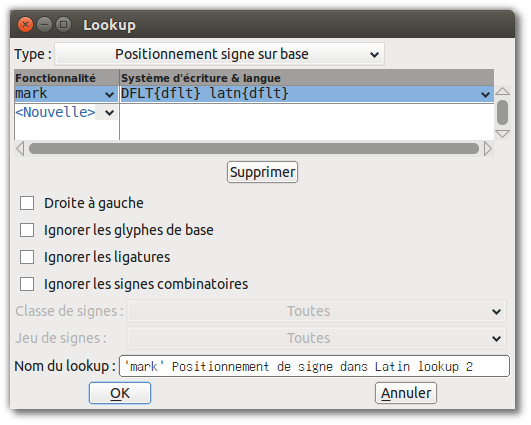 Lookup
Type : Positionnement signe sur base
Fonctionnalité Système d'écriture & langue
mark DFLT{dflt} latn{dflt}
<Nouvelle>
Supprimer
Droite à gauche
Ignorer les glyphes de base
Ignorer les ligatures
Ignorer les signes combinatoires
Classe de signes : Toutes
Jeu de signes : Toutes
Nom du lookup : 'mark' Positionnement de signe dans Latin lookup 2
OK Annuler